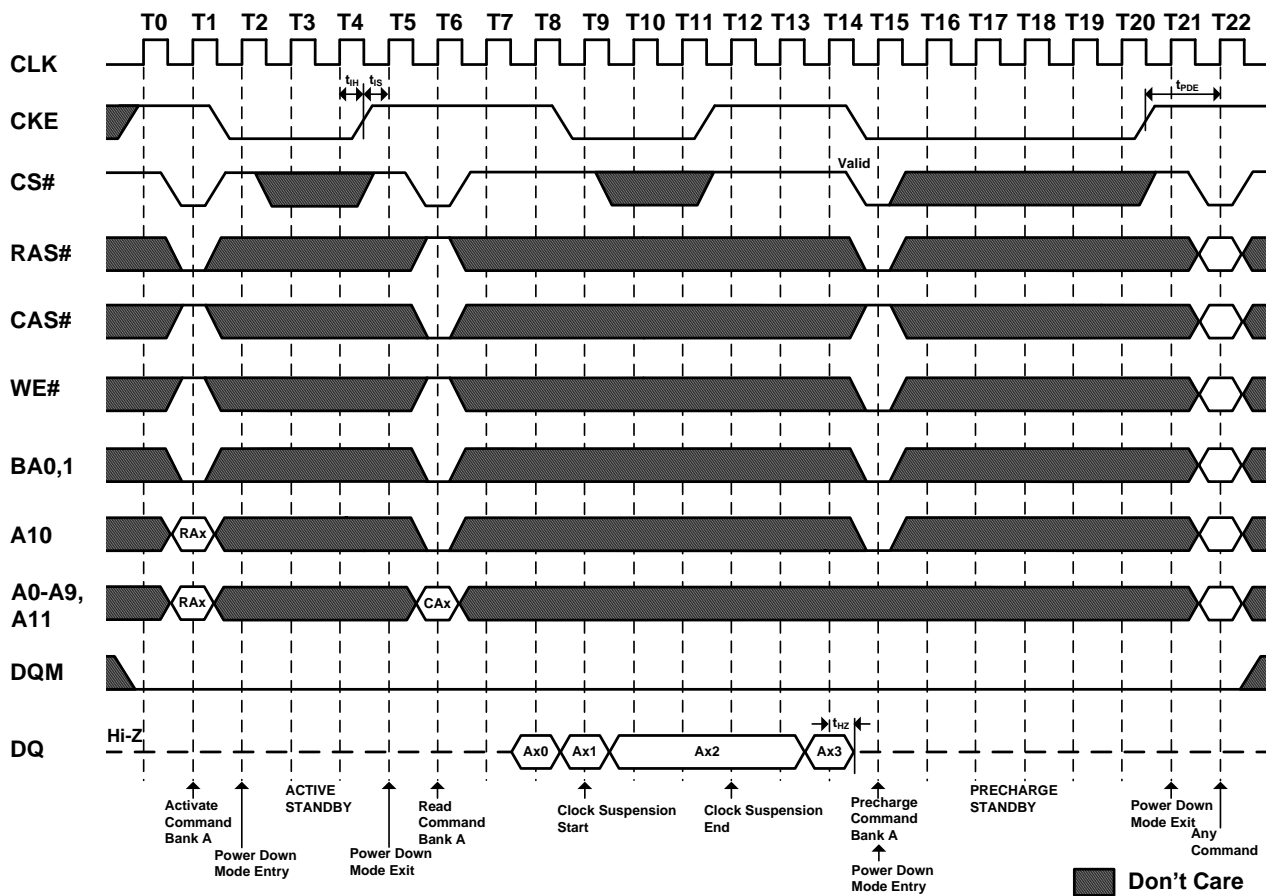 T0 T1 T2 T3 T4 T5 T6 T7 T8 T9 T10 T11 T12 T13 T14 T15 T16 T17 T18 T19 T20 T21 T22
CLK
tIH tIS
tPDE
CKE
Valid
CS#
RAS#
CAS#
WE#
BA0,1
A10
RAx
A0-A9,
A11
RAx
CAx
DQM
tHZ
Hi-Z
DQ
Ax0
Ax1
Ax2
Ax3
Activate
Command
Bank A
Power Down
Mode Entry
ACTIVE
STANDBY
Power Down
Mode Exit
Read
Command
Bank A
Clock Suspension
Start
Clock Suspension
End
Precharge
Command
Bank A
Power Down
Mode Entry
PRECHARGE
STANDBY
Power Down
Mode Exit
Any
Command
Don't Care